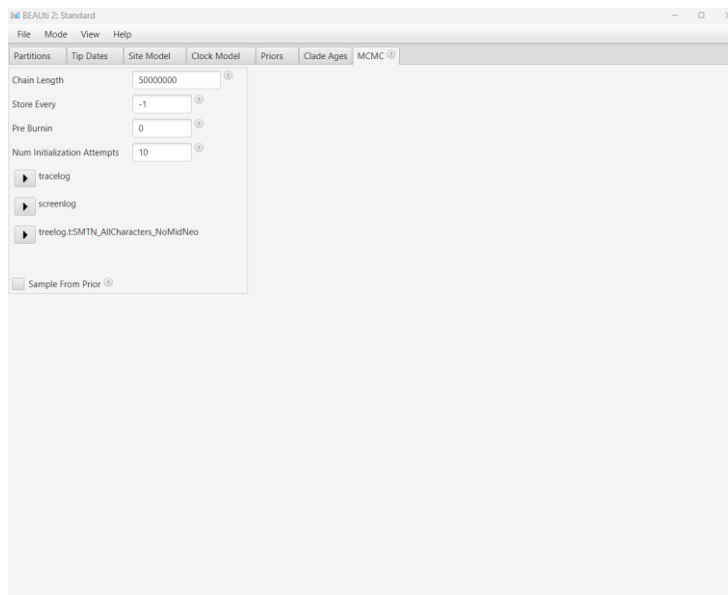 BEAUti 2: Standard
File Mode View Help
Partitions Tip Dates Site Model Clock Model Priors Clade Ages MCMC
Chain Length 50000000
Store Every -1
Pre Burnin 0
Num Initialization Attempts 10
tracelog
screenlog
treelog.t:SMTN_AllCharacters_NoMidNeo
Sample From Prior